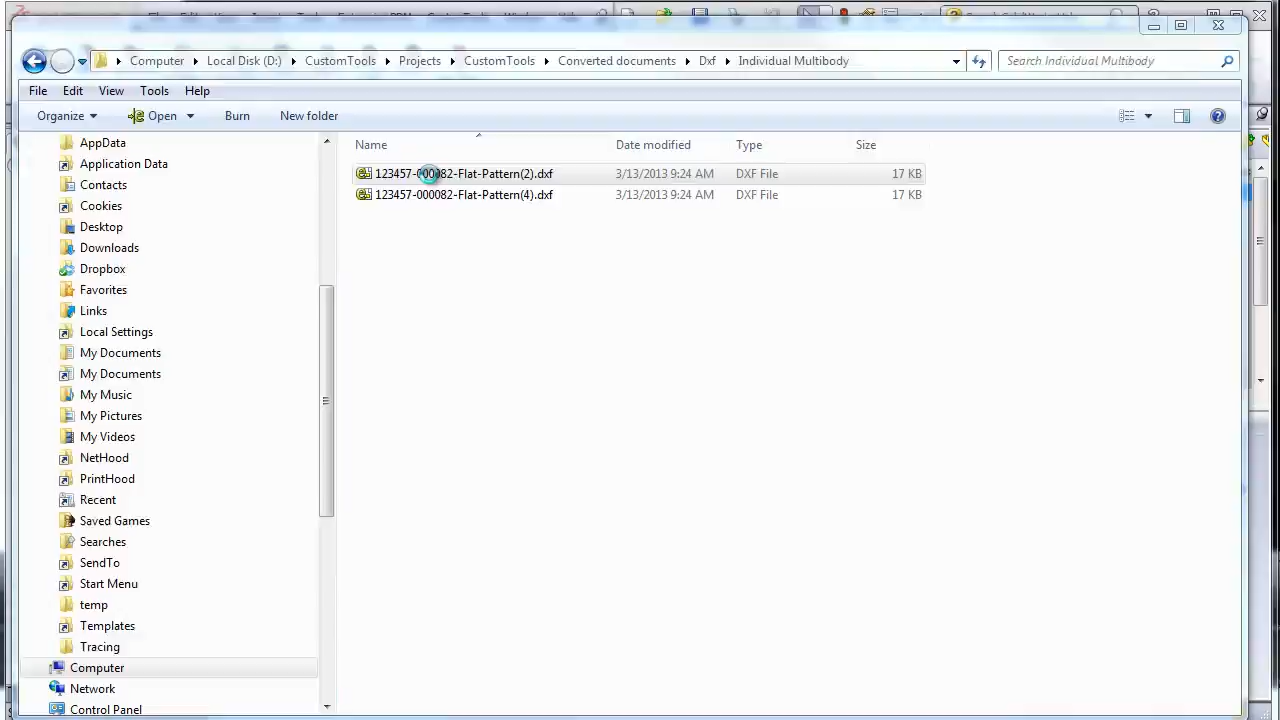 Computer Local Disk (D:) CustomTools Projects CustomTools Converted documents Dxf Individual Multibody Search Individual Multibody
File Edit View Tools Help
Organize Open Burn New folder
Name Date modified Type Size
AppData
Application Data
Contacts
Cookies
Desktop
Downloads
Dropbox
Favorites
Links
Local Settings
My Documents
My Documents
My Music
My Pictures
My Videos
NetHood
PrintHood
Recent
Saved Games
Searches
SendTo
Start Menu
temp
Templates
Tracing
Computer
Network
Control Panel
123457-000082-Flat-Pattern(2).dxf 3/13/2013 9:24 AM DXF File 17 KB
123457-000082-Flat-Pattern(4).dxf 3/13/2013 9:24 AM DXF File 17 KB